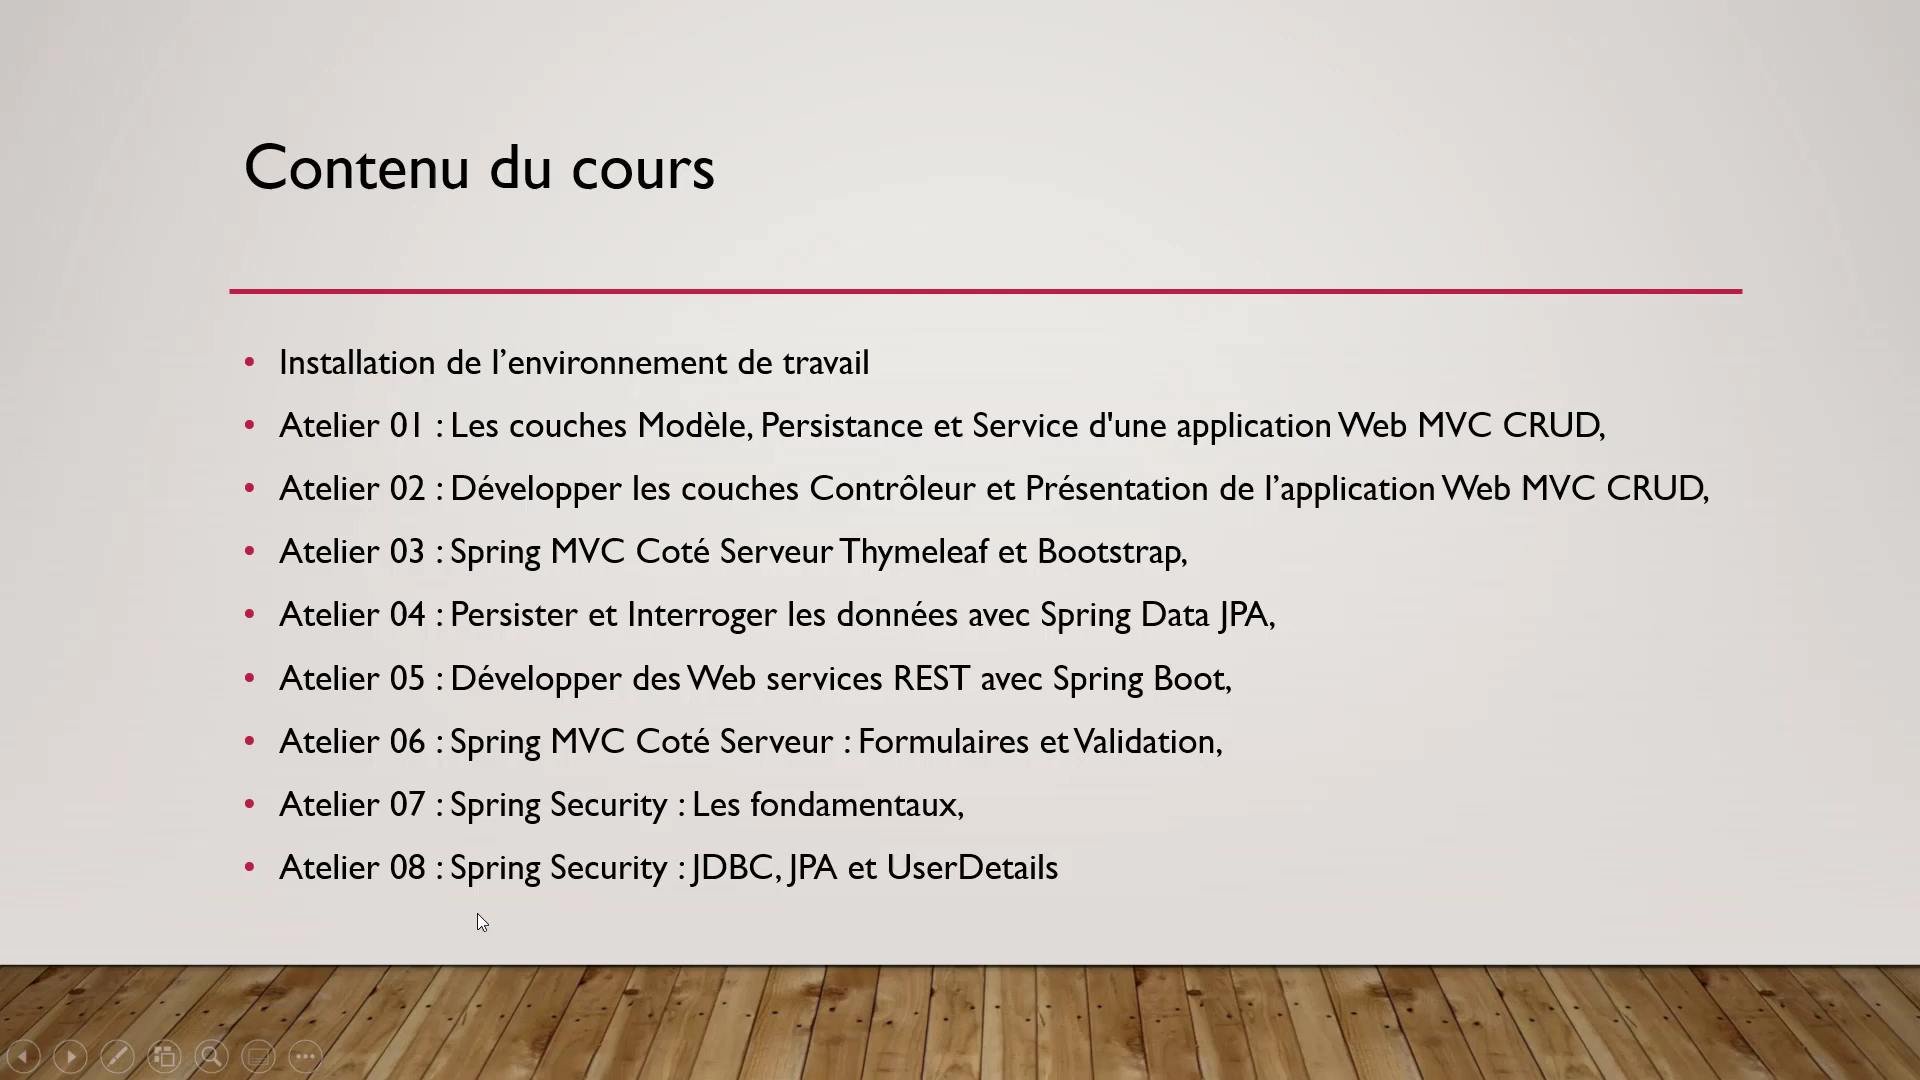 Contenu du cours
• Installation de l’environnement de travail
• Atelier 01 : Les couches Modèle, Persistance et Service d'une application Web MVC CRUD,
• Atelier 02 : Développer les couches Contrôleur et Présentation de l’application Web MVC CRUD,
• Atelier 03 : Spring MVC Coté Serveur Thymeleaf et Bootstrap,
• Atelier 04 : Persister et Interroger les données avec Spring Data JPA,
• Atelier 05 : Développer des Web services REST avec Spring Boot,
• Atelier 06 : Spring MVC Coté Serveur : Formulaires et Validation,
• Atelier 07 : Spring Security : Les fondamentaux,
• Atelier 08 : Spring Security : JDBC, JPA et UserDetails